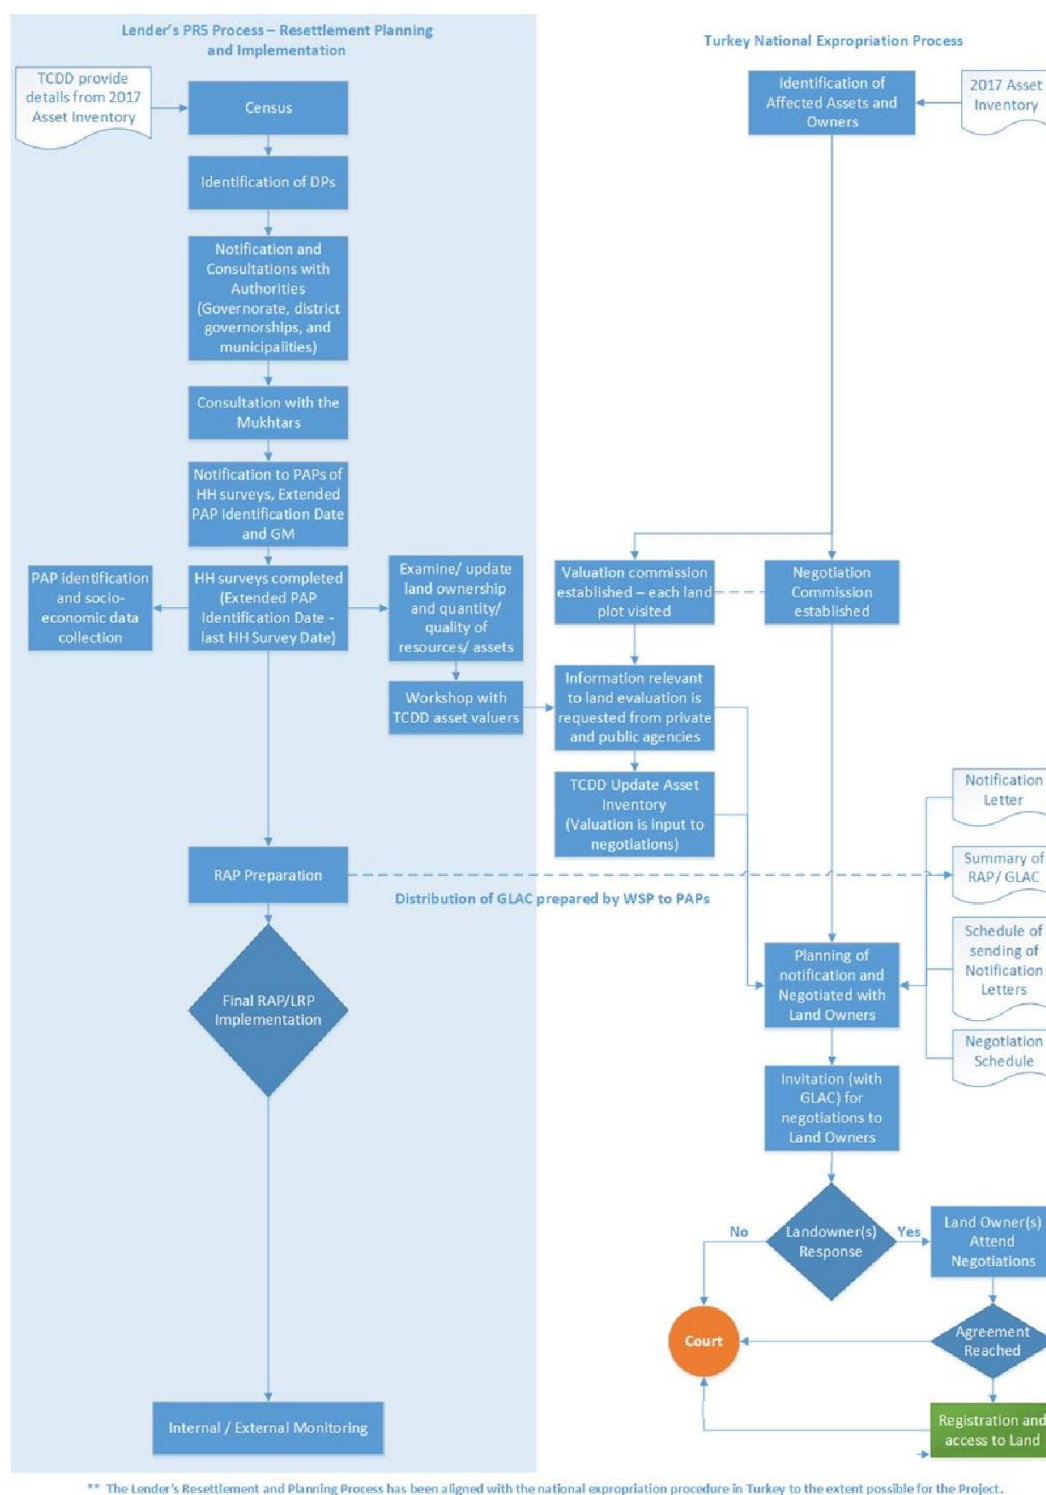 Lender's PR5 Process – Resettlement Planning
and Implementation
TCDD provide
details from 2017
Asset Inventory
Census
Identification of DPs
Notification and
Consultations with
Authorities
(Governorate, district
governorships, and
municipalities)
Consultation with the
Mukhtars
Notification to PAPs of
HH surveys, Extended
PAP Identification Date
and GM
PAP Identification
and socio-
economic data
collection
HH surveys completed
(Extended PAP
Identification Date -
last HH Survey Date)
Examine/ update
land ownership
and quantity/
quality of
resources/ assets
Workshop with
TCDD asset valuers
RAP Preparation
Distribution of GLAC prepared by WSP to PAPs
Final RAP/LRP
Implementation
Internal / External Monitoring
Turkey National Expropriation Process
Identification of
Affected Assets and
Owners
2017 Asset
Inventory
Valuation commission
established – each land
plot visited
Negotiation
Commission
established
Information relevant
to land evaluation is
requested from private
and public agencies
TCDD Update Asset
Inventory
(Valuation is input to
negotiations)
Notification
Letter
Summary of
RAP/ GLAC
Schedule of
sending of
Notification
Letters
Negotiation
Schedule
Planning of
notification and
Negotiated with
Land Owners
Invitation (with
GLAC) for
negotiations to
Land Owners
Landowner(s)
Response
No
Yes
Land Owner(s)
Attend
Negotiations
Court
Agreement
Reached
Registration and
access to Land
** The Lender's Resettlement and Planning Process has been aligned with the national expropriation procedure in Turkey to the extent possible for the Project.